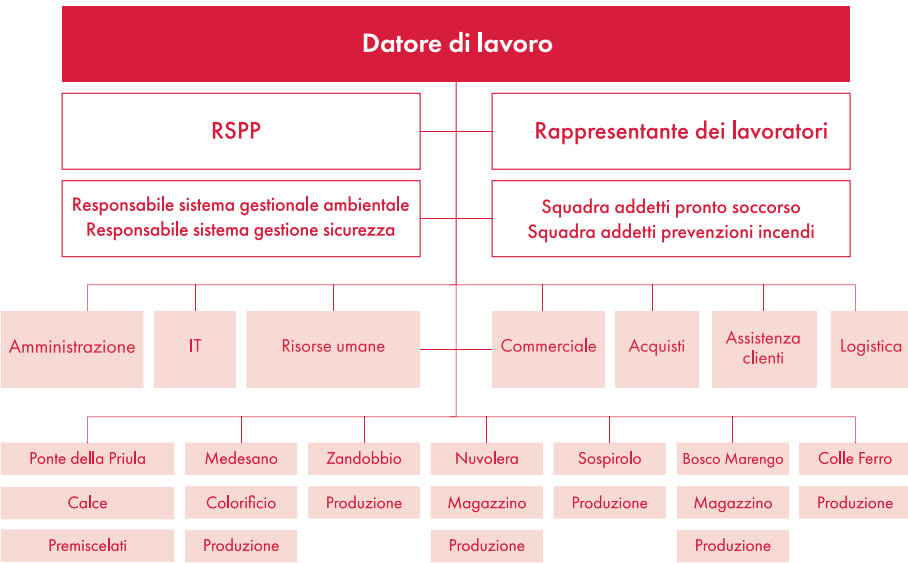 Datore di lavoro
RSPP
Rappresentante dei lavoratori
Responsabile sistema gestionale ambientale
Responsabile sistema gestione sicurezza
Squadra addetti pronto soccorso
Squadra addetti prevenzioni incendi
Amministrazione
IT
Risorse umane
Commerciale
Acquisti
Assistenza
clienti
Logistica
Ponte della Priula
Medesano
Zandobbio
Nuvolera
Sospirolo
Bosco Marengo
Colle Ferro
Calce
Colorificio
Produzione
Magazzino
Produzione
Magazzino
Produzione
Premiscelati
Produzione
Produzione
Produzione